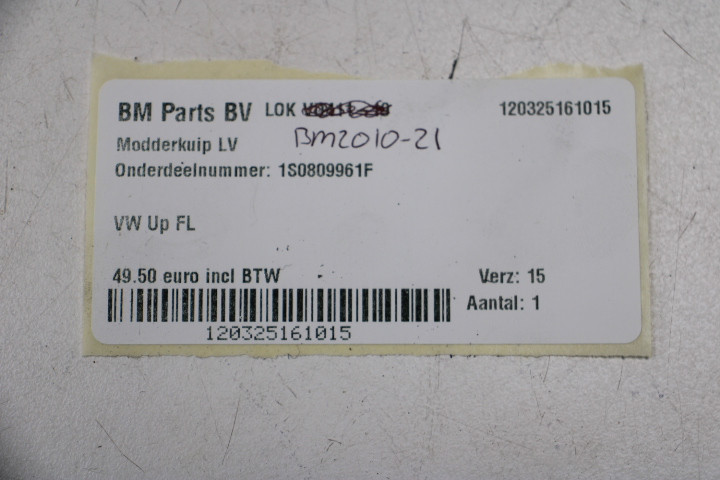 BM Parts BV LOK 120325161015
Modderkuip LV BM2010-21
Onderdeelnummer: 1S0809961F
VW Up FL
49.50 euro incl BTW Verz: 15
Aantal: 1
120325161015